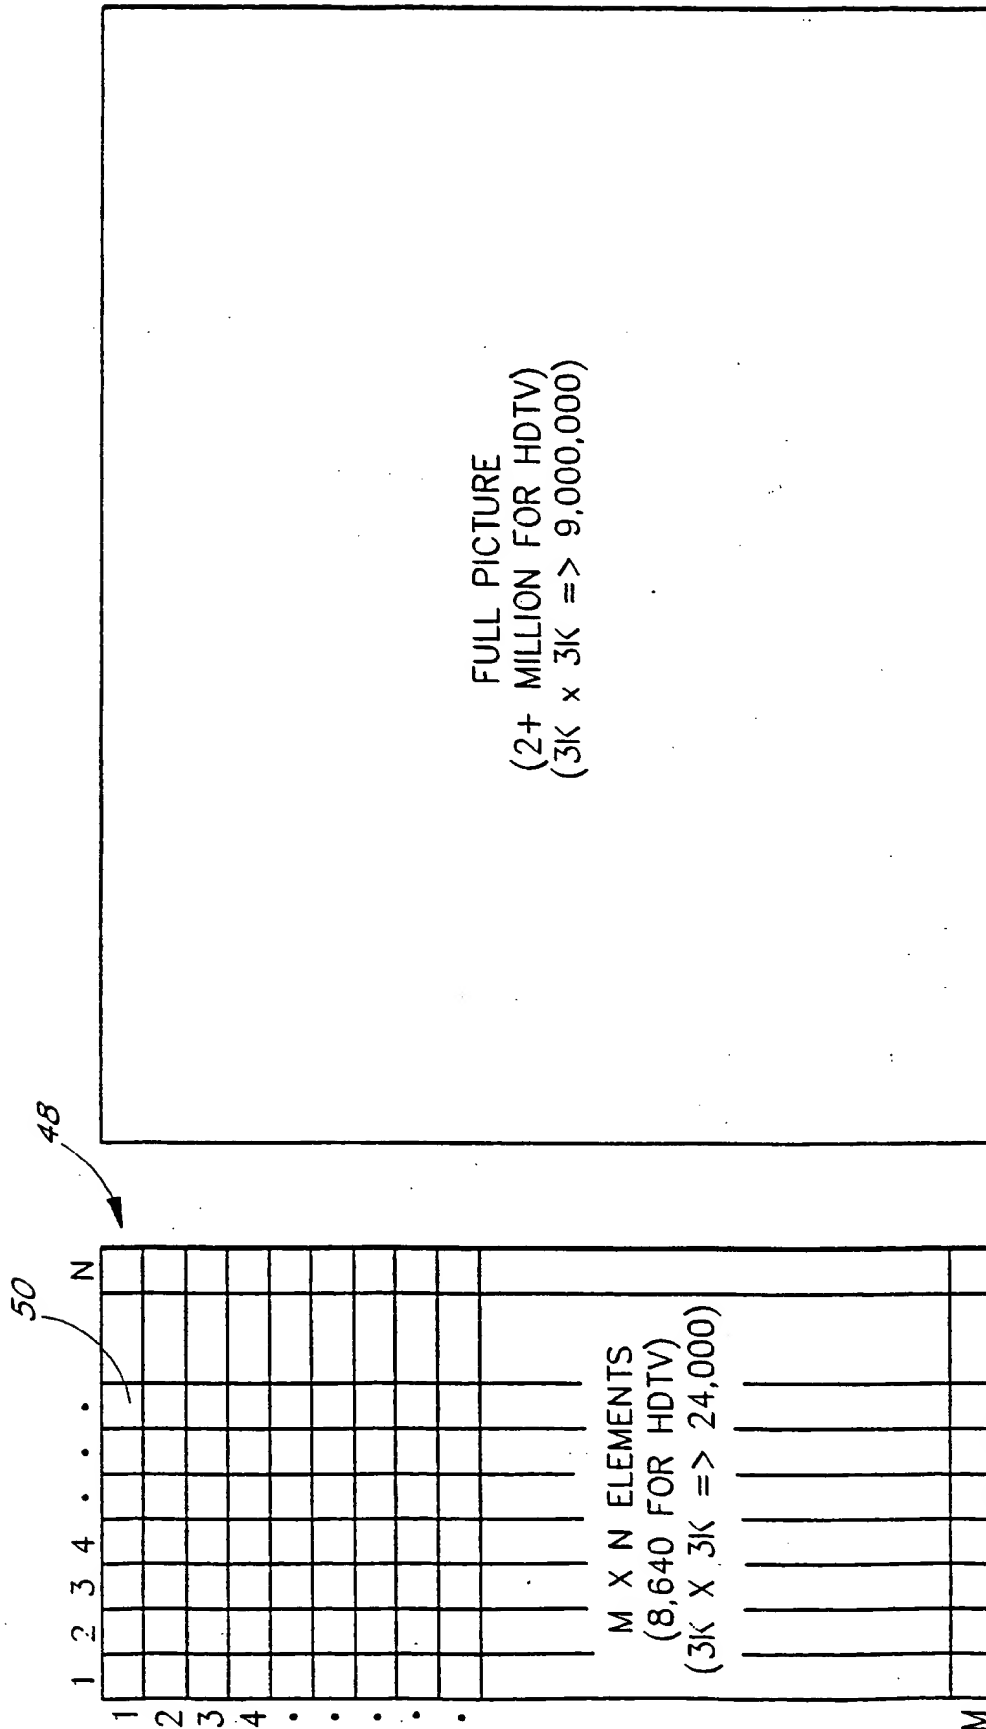 48
50
1 2 3 4 • • • N
1
2
3
4
•
•
•
•
•
M
M X N ELEMENTS
(8,640 FOR HDTV)
(3K X 3K => 24,000)
FULL PICTURE
(2+ MILLION FOR HDTV)
(3K x 3K => 9,000,000)